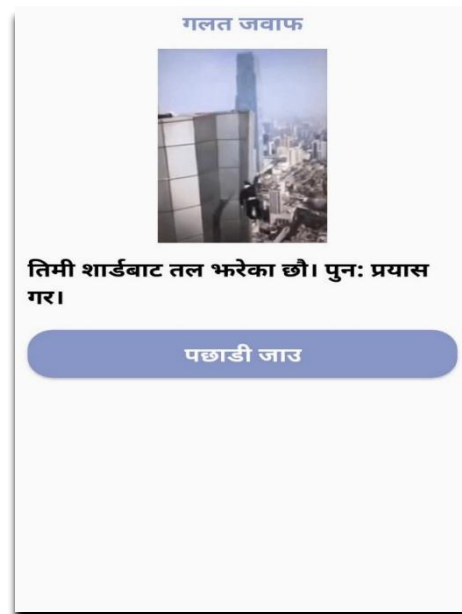 गलत जवाफ
तिमी शार्डबाट तल झरेका छौ। पुन: प्रयास
गर।
पछाडी जाउ